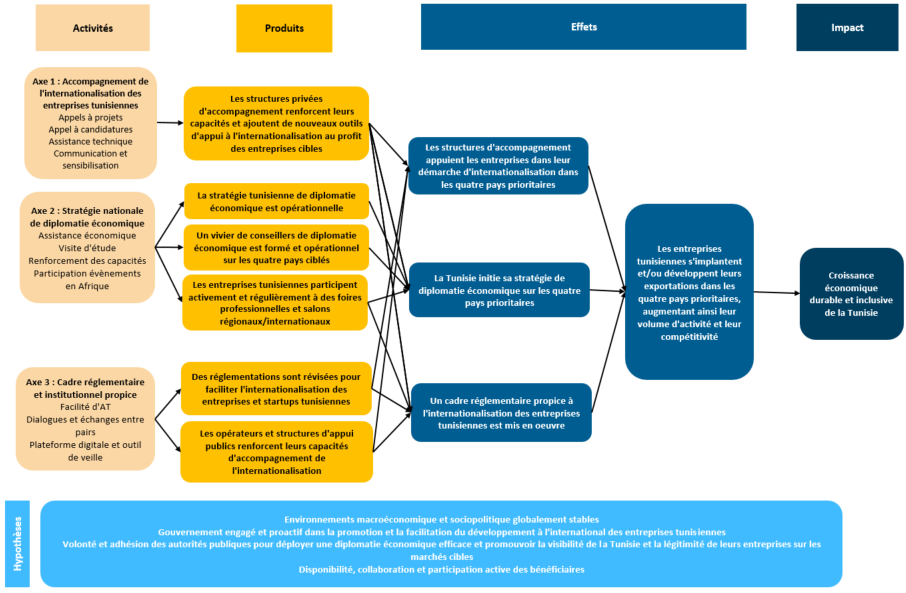 Activités
Produits
Effets
Impact
Axe 1 : Accompagnement de
l'internationalisation des
entreprises tunisiennes
Appels à projets
Appel à candidatures
Assistance technique
Communication et
sensibilisation
Axe 2 : Stratégie nationale
de diplomatie économique
Assistance économique
Visite d'étude
Renforcement des capacités
Participation évènements
en Afrique
Axe 3 : Cadre réglementaire
et institutionnel propice
Facilité d'AT
Dialogues et échanges entre
pairs
Plateforme digitale et outil
de veille
Les structures privées
d'accompagnement renforcent leurs
capacités et ajoutent de nouveaux outils
d'appui à l'internationalisation au profit
des entreprises cibles
La stratégie tunisienne de diplomatie
économique est opérationnelle
Un vivier de conseillers de diplomatie
économique est formé et opérationnel
sur les quatre pays ciblés
Les entreprises tunisiennes participent
activement et régulièrement à des foires
professionnelles et salons
régionaux/internationaux
Des réglementations sont révisées pour
faciliter l'internationalisation des
entreprises et startups tunisiennes
Les opérateurs et structures d'appui
publics renforcent leurs capacités
d'accompagnement de
l'internationalisation
Les structures d'accompagnement
appuient les entreprises dans leur
démarche d'internationalisation dans
les quatre pays prioritaires
La Tunisie initie sa stratégie de
diplomatie économique sur les quatre
pays prioritaires
Un cadre réglementaire propice à
l'internationalisation des entreprises
tunisiennes est mis en oeuvre
Les entreprises
tunisiennes s'implantent
et/ou développent leurs
exportations dans les
quatre pays prioritaires,
augmentant ainsi leur
volume d'activité et leur
compétitivité
Croissance
économique
durable et inclusive
de la Tunisie
Hypothèses
Environnements macroéconomique et sociopolitique globalement stables
Gouvernement engagé et proactif dans la promotion et la facilitation du développement à l'international des entreprises tunisiennes
Volonté et adhésion des autorités publiques pour déployer une diplomatie économique efficace et promouvoir la visibilité de la Tunisie et la légitimité de leurs entreprises sur les
marchés cibles
Disponibilité, collaboration et participation active des bénéficiaires